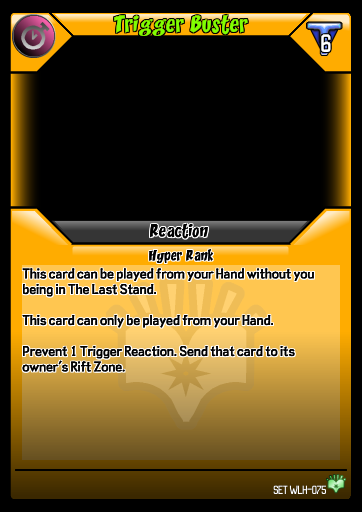 Trigger Buster
6
Reaction
Hyper Rank
This card can be played from your Hand without you
being in The Last Stand.
This card can only be played from your Hand.
Prevent 1 Trigger Reaction. Send that card to its
owner's Rift Zone.
SET WLH-075